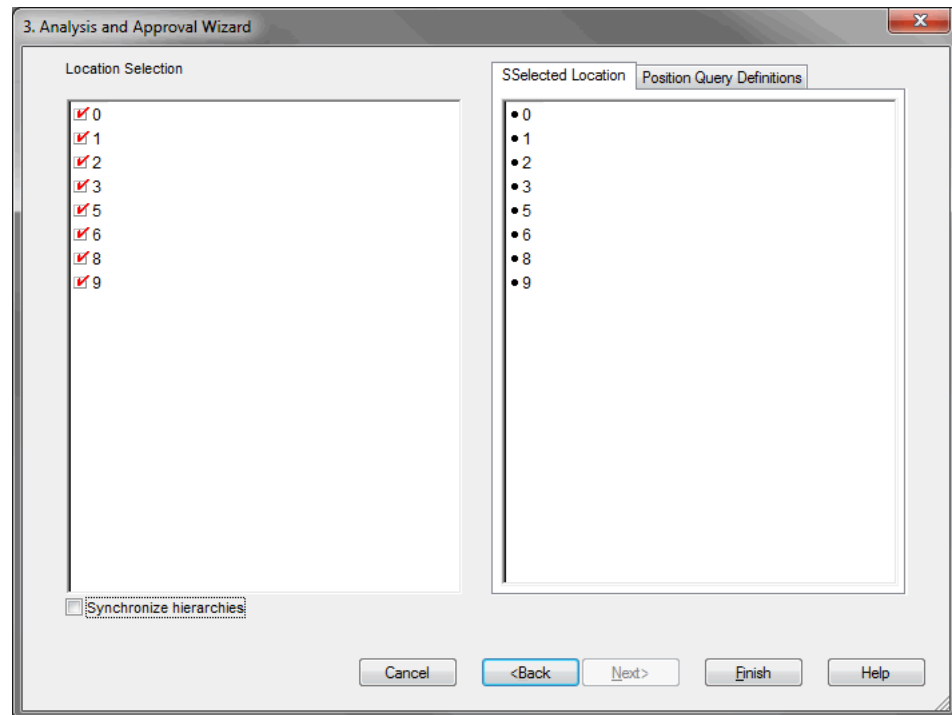 3. Analysis and Approval Wizard
Location Selection
0
1
2
3
5
6
8
9
Synchronize hierarchies
SSelected Location
Position Query Definitions
• 0
• 1
• 2
• 3
• 5
• 6
• 8
• 9
Cancel
<Back
Next>
Finish
Help